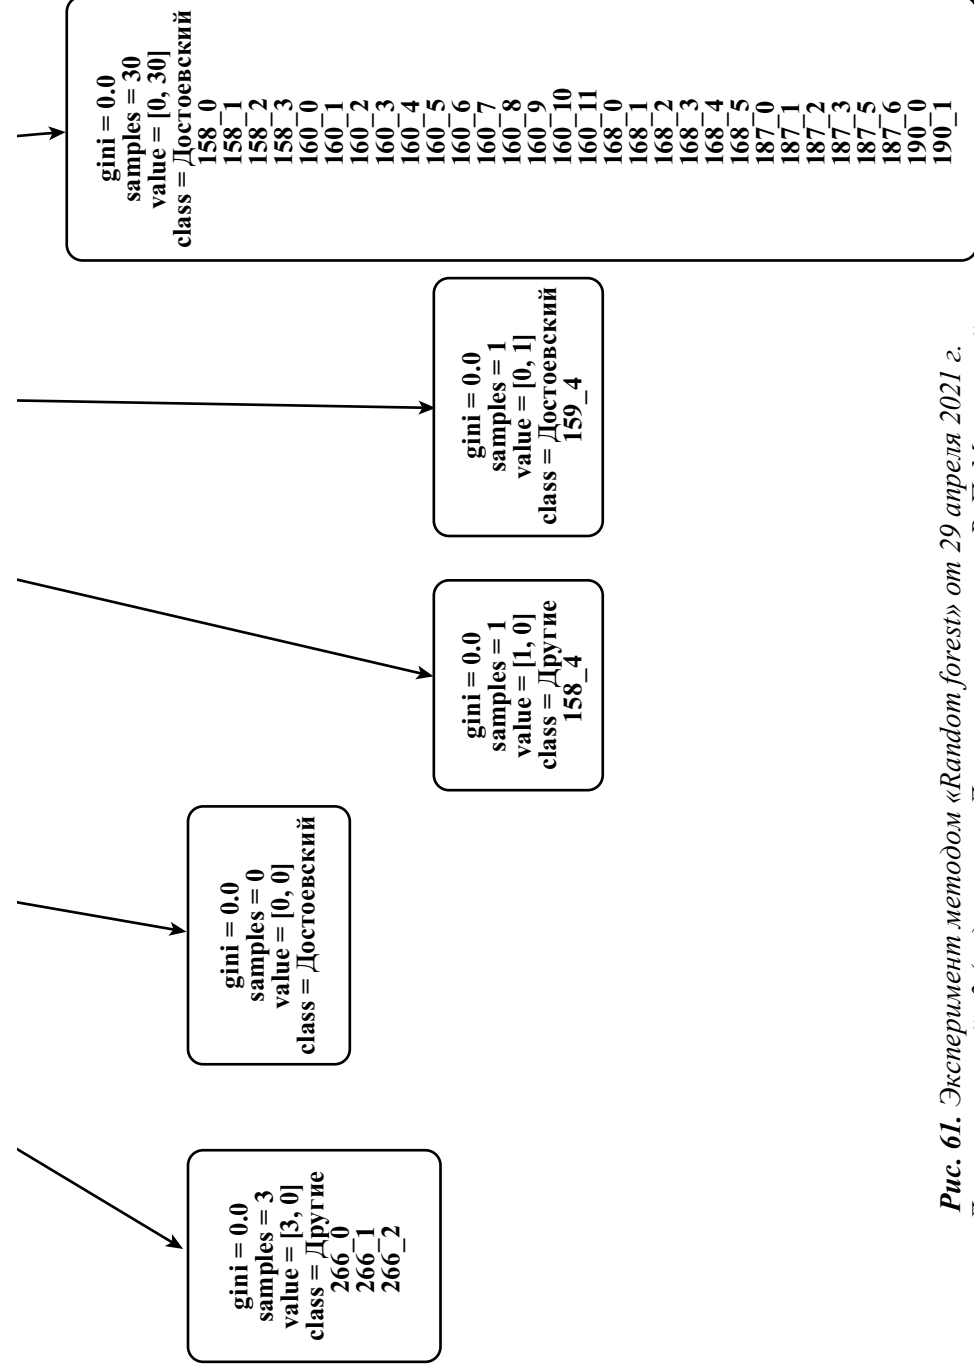 gini = 0.0
samples = 3
value = [3, 0]
class = Другие
266_0
266_1
266_2
gini = 0.0
samples = 0
value = [0, 0]
class = Достоевский
gini = 0.0
samples = 1
value = [1, 0]
class = Другие
158_4
gini = 0.0
samples = 1
value = [0, 1]
class = Достоевский
159_4
gini = 0.0
samples = 30
value = [0, 30]
class = Достоевский
158_0
158_1
158_2
158_3
160_0
160_1
160_2
160_3
160_4
160_5
160_6
160_7
160_8
160_9
160_10
160_11
168_0
168_1
168_2
168_3
168_4
168_5
187_0
187_1
187_2
187_3
187_5
187_6
190_0
190_1
Рис. 61. Эксперимент методом «Random forest» от 29 апреля 2021 г.